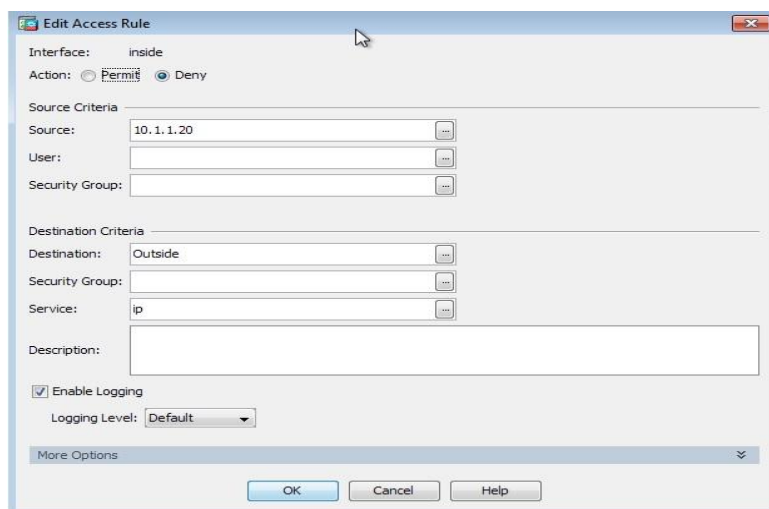 Edit Access Rule
Interface: inside
Action: Permit Deny
Source Criteria
Source: 10.1.1.20 ...
User: ...
Security Group: ...
Destination Criteria
Destination: Outside ...
Security Group: ...
Service: ip ...
Description:
Enable Logging
Logging Level: Default
More Options
OK Cancel Help